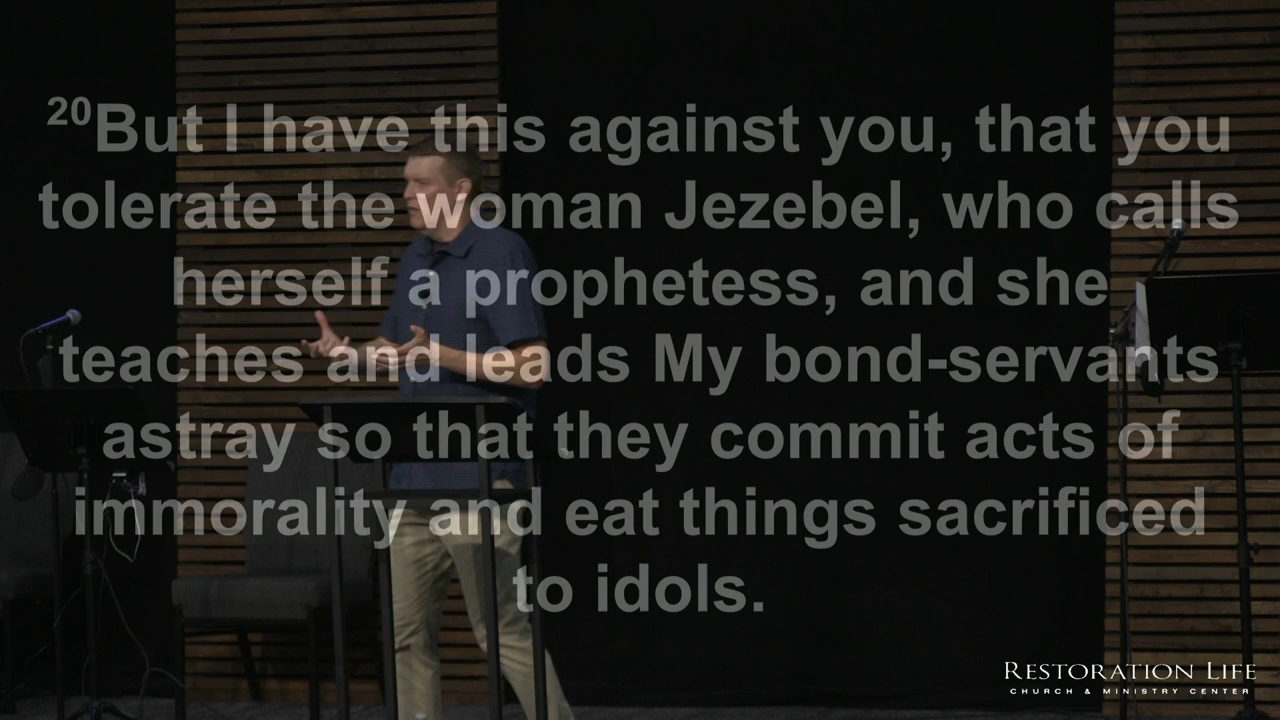 20But I have this against you, that you
tolerate the woman Jezebel, who calls
herself a prophetess, and she
teaches and leads My bond-servants
astray so that they commit acts of
immorality and eat things sacrificed
to idols.
RESTORATION LIFE
CHURCH & MINISTRY CENTER